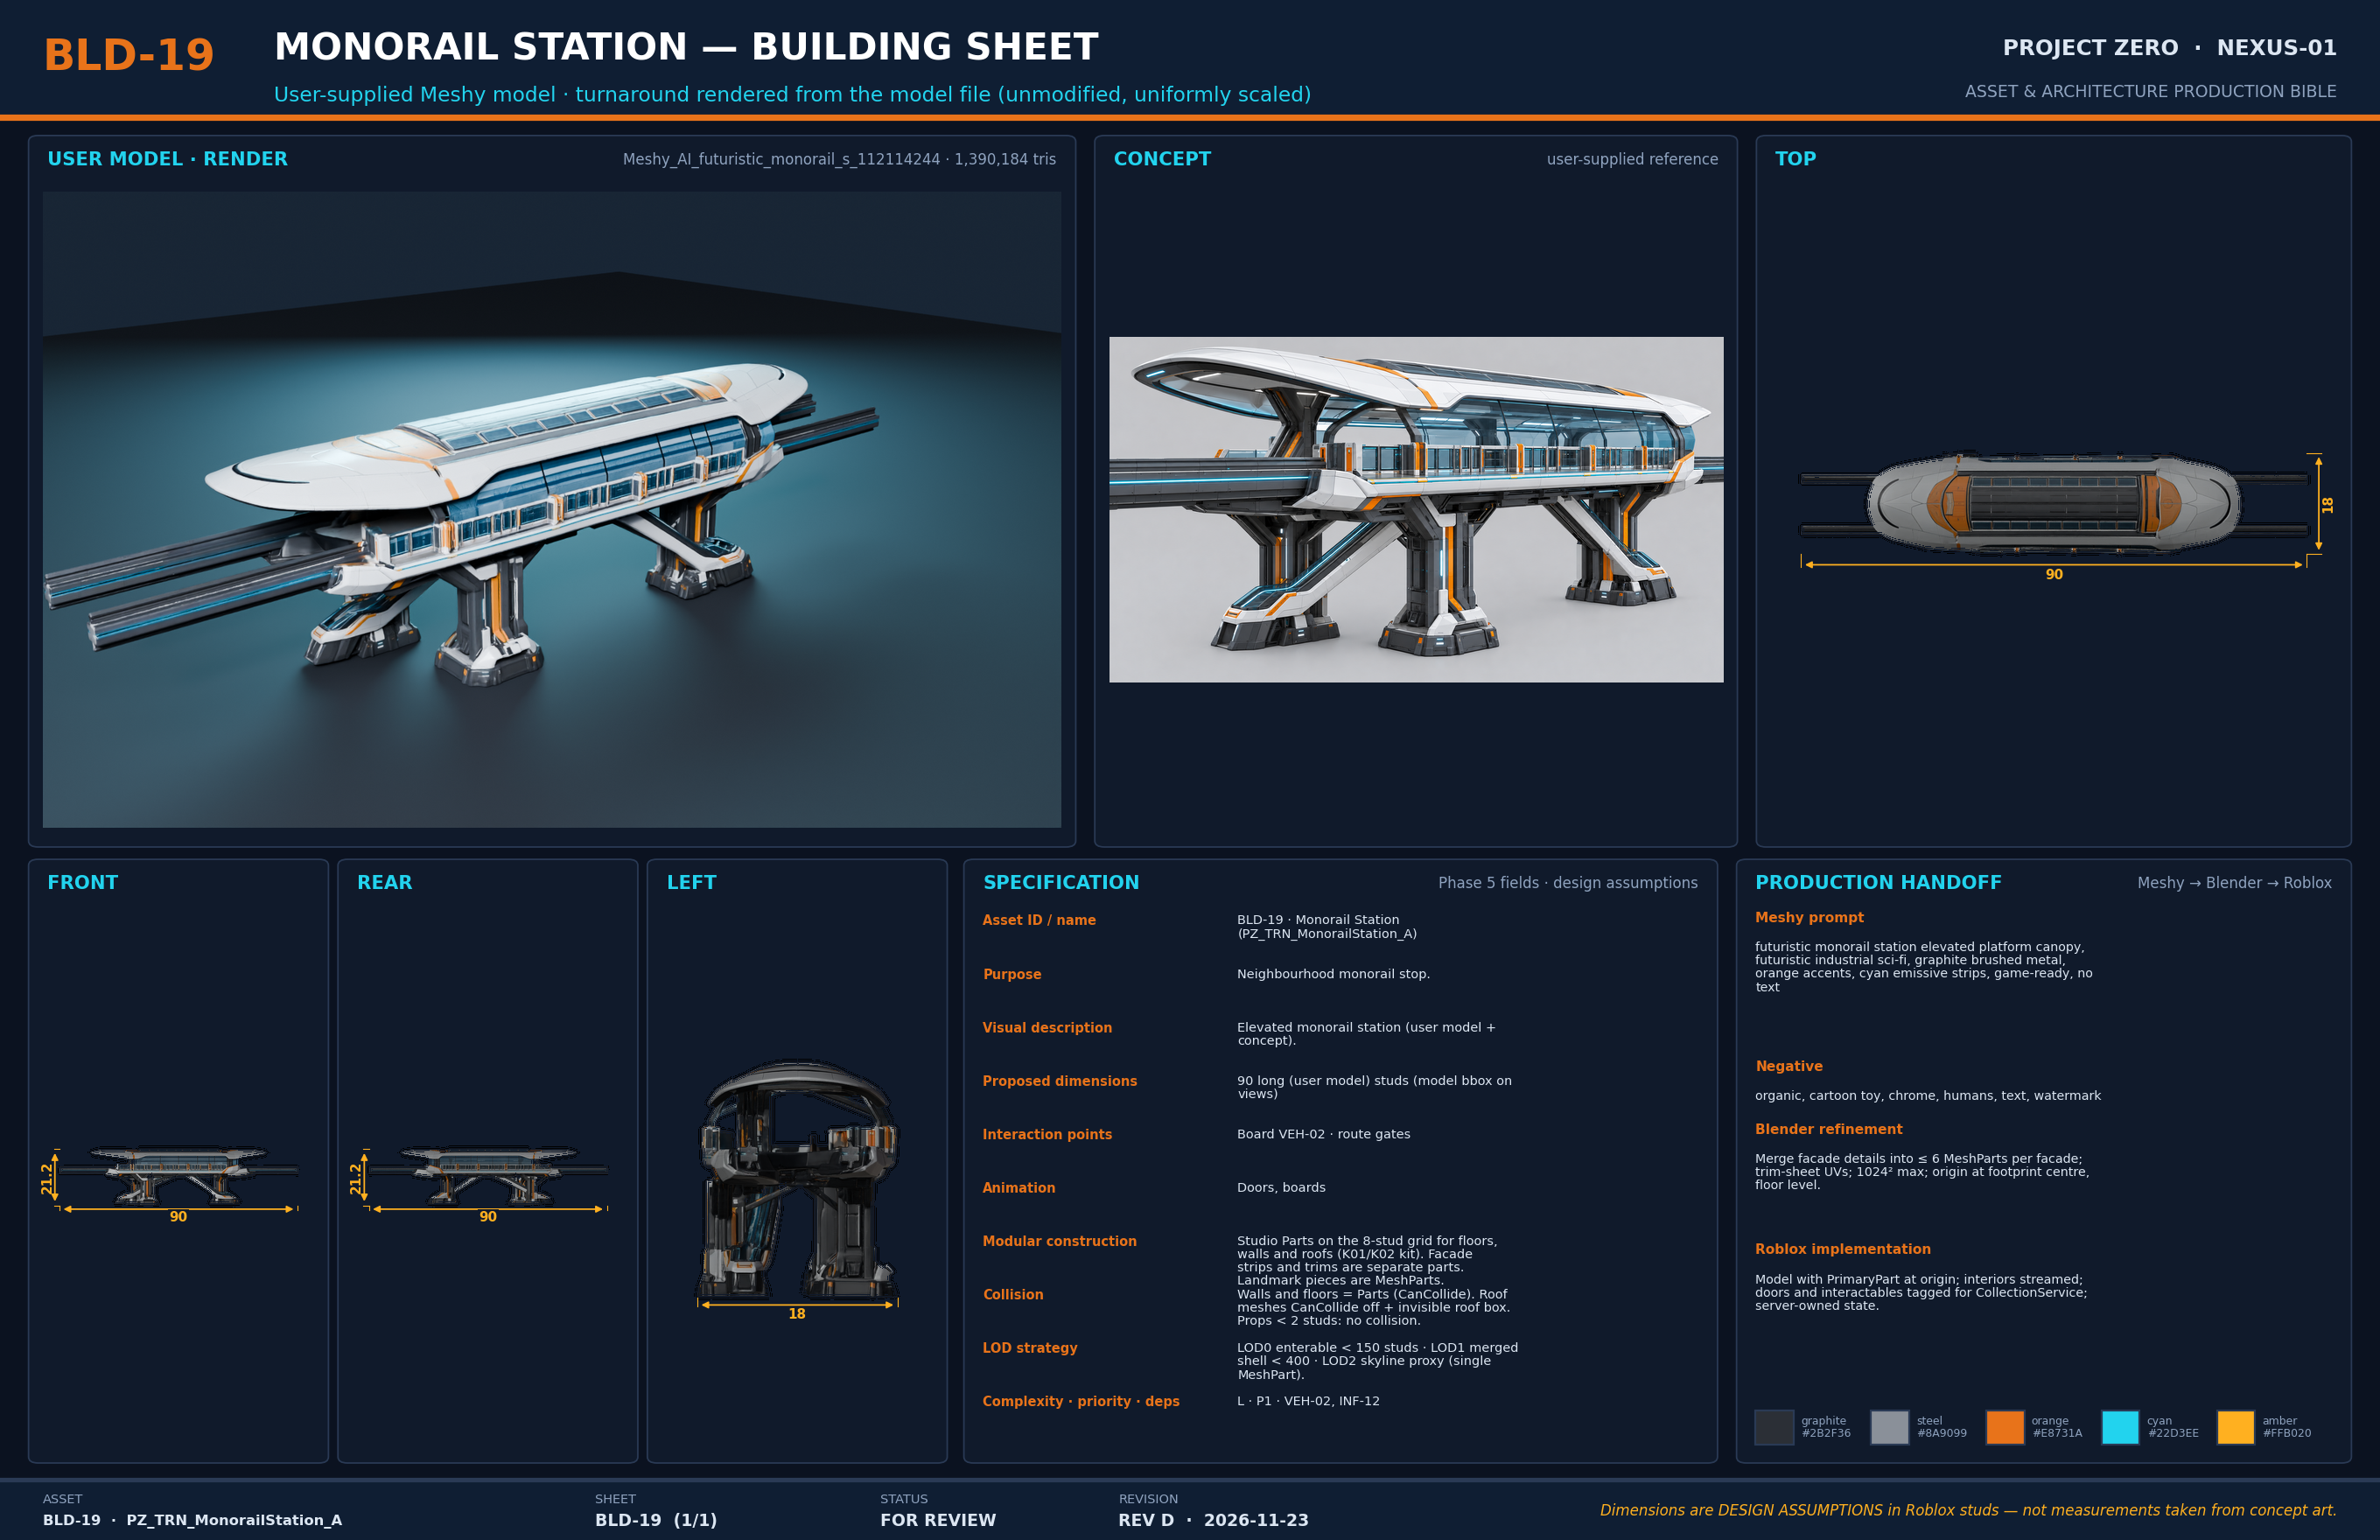 BLD-19
MONORAIL STATION — BUILDING SHEET
User-supplied Meshy model · turnaround rendered from the model file (unmodified, uniformly scaled)
PROJECT ZERO · NEXUS-01
ASSET & ARCHITECTURE PRODUCTION BIBLE
USER MODEL · RENDER
Meshy_AI_futuristic_monorail_s_112114244 · 1,390,184 tris
CONCEPT
user-supplied reference
TOP
18
90
FRONT
21.2
90
REAR
21.2
90
LEFT
18
SPECIFICATION
Phase 5 fields · design assumptions
Asset ID / name
BLD-19 · Monorail Station
(PZ_TRN_MonorailStation_A)
Purpose
Neighbourhood monorail stop.
Visual description
Elevated monorail station (user model +
concept).
Proposed dimensions
90 long (user model) studs (model bbox on
views)
Interaction points
Board VEH-02 · route gates
Animation
Doors, boards
Modular construction
Studio Parts on the 8-stud grid for floors,
walls and roofs (K01/K02 kit). Facade
strips and trims are separate parts.
Landmark pieces are MeshParts.
Collision
Walls and floors = Parts (CanCollide). Roof
meshes CanCollide off + invisible roof box.
Props < 2 studs: no collision.
LOD strategy
LOD0 enterable < 150 studs · LOD1 merged
shell < 400 · LOD2 skyline proxy (single
MeshPart).
Complexity · priority · deps
L · P1 · VEH-02, INF-12
PRODUCTION HANDOFF
Meshy → Blender → Roblox
Meshy prompt
futuristic monorail station elevated platform canopy,
futuristic industrial sci-fi, graphite brushed metal,
orange accents, cyan emissive strips, game-ready, no
text
Negative
organic, cartoon toy, chrome, humans, text, watermark
Blender refinement
Merge facade details into ≤ 6 MeshParts per facade;
trim-sheet UVs; 1024² max; origin at footprint centre,
floor level.
Roblox implementation
Model with PrimaryPart at origin; interiors streamed;
doors and interactables tagged for CollectionService;
server-owned state.
graphite
#2B2F36
steel
#8A9099
orange
#E8731A
cyan
#22D3EE
amber
#FFB020
ASSET
BLD-19 · PZ_TRN_MonorailStation_A
SHEET
BLD-19 (1/1)
STATUS
FOR REVIEW
REVISION
REV D · 2026-11-23
Dimensions are DESIGN ASSUMPTIONS in Roblox studs — not measurements taken from concept art.